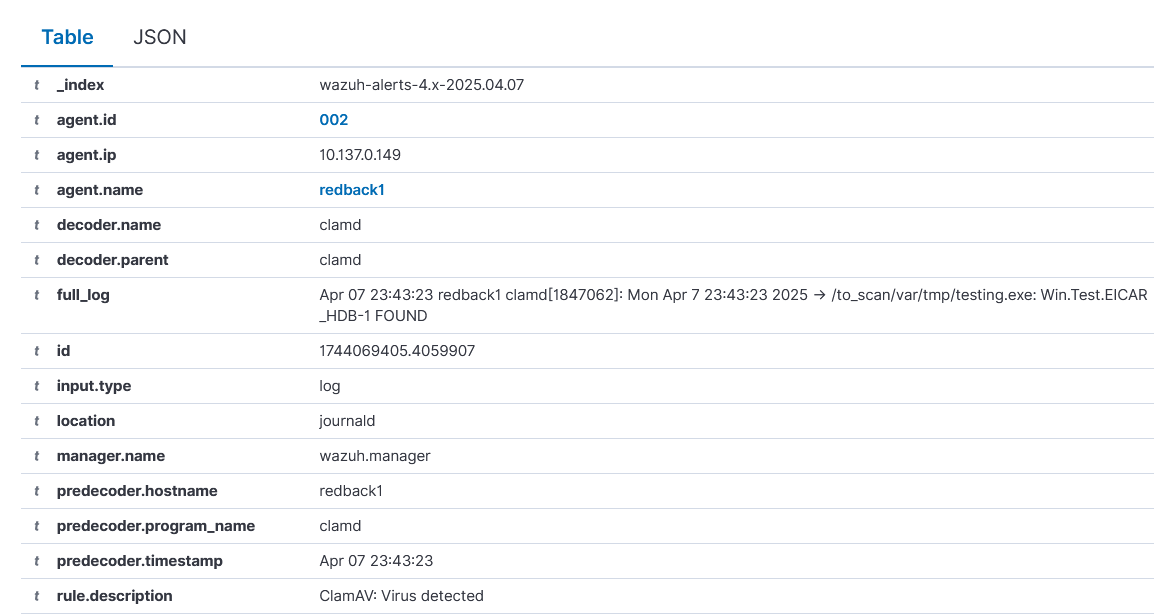 Table JSON
t _index wazuh-alerts-4.x-2025.04.07
t agent.id 002
t agent.ip 10.137.0.149
t agent.name redback1
t decoder.name clamd
t decoder.parent clamd
t full_log Apr 07 23:43:23 redback1 clamd[1847062]: Mon Apr 7 23:43:23 2025 -> /to_scan/var/tmp/testing.exe: Win.Test.EICAR
_HDB-1 FOUND
t id 1744069405.4059907
t input.type log
t location journald
t manager.name wazuh.manager
t predecoder.hostname redback1
t predecoder.program_name clamd
t predecoder.timestamp Apr 07 23:43:23
t rule.description ClamAV: Virus detected